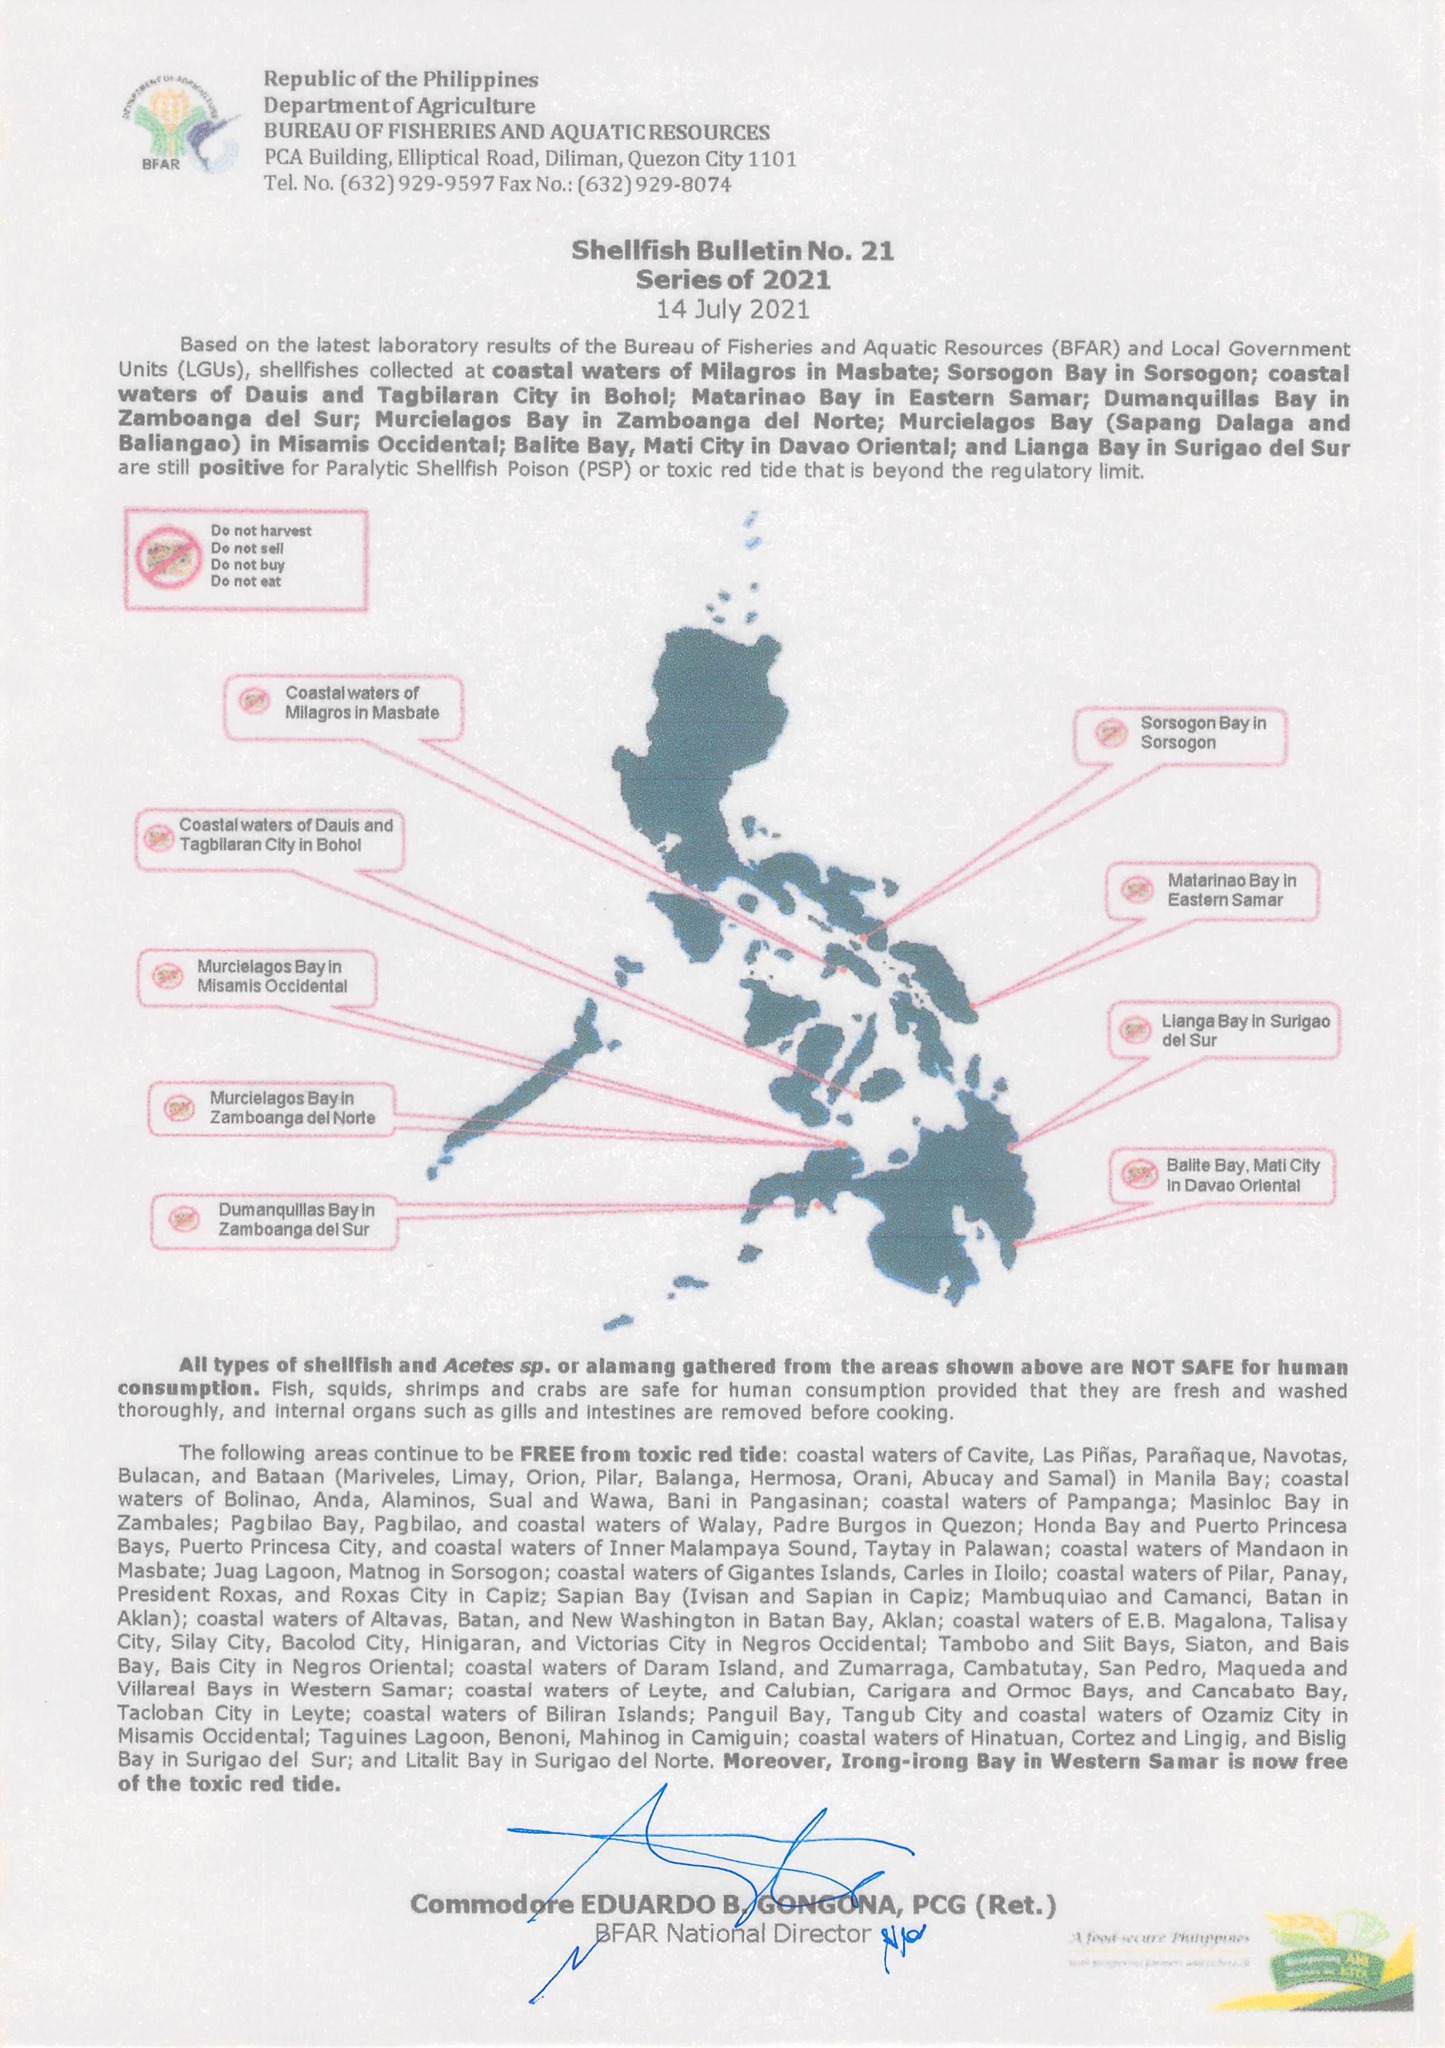 DEPARTMENT OF AGRICULTURE
BFAR
Republic of the Philippines
Department of Agriculture
BUREAU OF FISHERIES AND AQUATIC RESOURCES
PCA Building, Elliptical Road, Diliman, Quezon City 1101
Tel. No. (632) 929-9597 Fax No.: (632) 929-8074
Shellfish Bulletin No. 21
Series of 2021
14 July 2021
Based on the latest laboratory results of the Bureau of Fisheries and Aquatic Resources (BFAR) and Local Government
Units (LGUs), shellfishes collected at coastal waters of Milagros in Masbate; Sorsogon Bay in Sorsogon; coastal
waters of Dauis and Tagbilaran City in Bohol; Matarinao Bay in Eastern Samar; Dumanquillas Bay in
Zamboanga del Sur; Murcielagos Bay in Zamboanga del Norte; Murcielagos Bay (Sapang Dalaga and
Baliangao) in Misamis Occidental; Balite Bay, Mati City in Davao Oriental; and Lianga Bay in Surigao del Sur
are still positive for Paralytic Shellfish Poison (PSP) or toxic red tide that is beyond the regulatory limit.
Do not harvest
Do not sell
Do not buy
Do not eat
Coastal waters of
Milagros in Masbate
Sorsogon Bay in
Sorsogon
Coastal waters of Dauis and
Tagbilaran City in Bohol
Matarinao Bay in
Eastern Samar
Murcielagos Bay in
Misamis Occidental
Lianga Bay in Surigao
del Sur
Murcielagos Bay in
Zamboanga del Norte
Balite Bay, Mati City
in Davao Oriental
Dumanquillas Bay in
Zamboanga del Sur
All types of shellfish and Acetes sp. or alamang gathered from the areas shown above are NOT SAFE for human
consumption. Fish, squids, shrimps and crabs are safe for human consumption provided that they are fresh and washed
thoroughly, and internal organs such as gills and intestines are removed before cooking.
The following areas continue to be FREE from toxic red tide: coastal waters of Cavite, Las Piñas, Parañaque, Navotas,
Bulacan, and Bataan (Mariveles, Limay, Orion, Pilar, Balanga, Hermosa, Orani, Abucay and Samal) in Manila Bay; coastal
waters of Bolinao, Anda, Alaminos, Sual and Wawa, Bani in Pangasinan; coastal waters of Pampanga; Masinloc Bay in
Zambales; Pagbilao Bay, Pagbilao, and coastal waters of Walay, Padre Burgos in Quezon; Honda Bay and Puerto Princesa
Bays, Puerto Princesa City, and coastal waters of Inner Malampaya Sound, Taytay in Palawan; coastal waters of Mandaon in
Masbate; Juag Lagoon, Matnog in Sorsogon; coastal waters of Gigantes Islands, Carles in Iloilo; coastal waters of Pilar, Panay,
President Roxas, and Roxas City in Capiz; Sapian Bay (Ivisan and Sapian in Capiz; Mambuquiao and Camanci, Batan in
Aklan); coastal waters of Altavas, Batan, and New Washington in Batan Bay, Aklan; coastal waters of E.B. Magalona, Talisay
City, Silay City, Bacolod City, Hinigaran, and Victorias City in Negros Occidental; Tambobo and Siit Bays, Siaton, and Bais
Bay, Bais City in Negros Oriental; coastal waters of Daram Island, and Zumarraga, Cambatutay, San Pedro, Maqueda and
Villareal Bays in Western Samar; coastal waters of Leyte, and Calubian, Carigara and Ormoc Bays, and Cancabato Bay,
Tacloban City in Leyte; coastal waters of Biliran Islands; Panguil Bay, Tangub City and coastal waters of Ozamiz City in
Misamis Occidental; Taguines Lagoon, Benoni, Mahinog in Camiguin; coastal waters of Hinatuan, Cortez and Lingig, and Bislig
Bay in Surigao del Sur; and Litalit Bay in Surigao del Norte. Moreover, Irong-irong Bay in Western Samar is now free
of the toxic red tide.
Commodore EDUARDO B. GONGONA, PCG (Ret.)
BFAR National Director
A food-secure Philippines
ANI
KITA